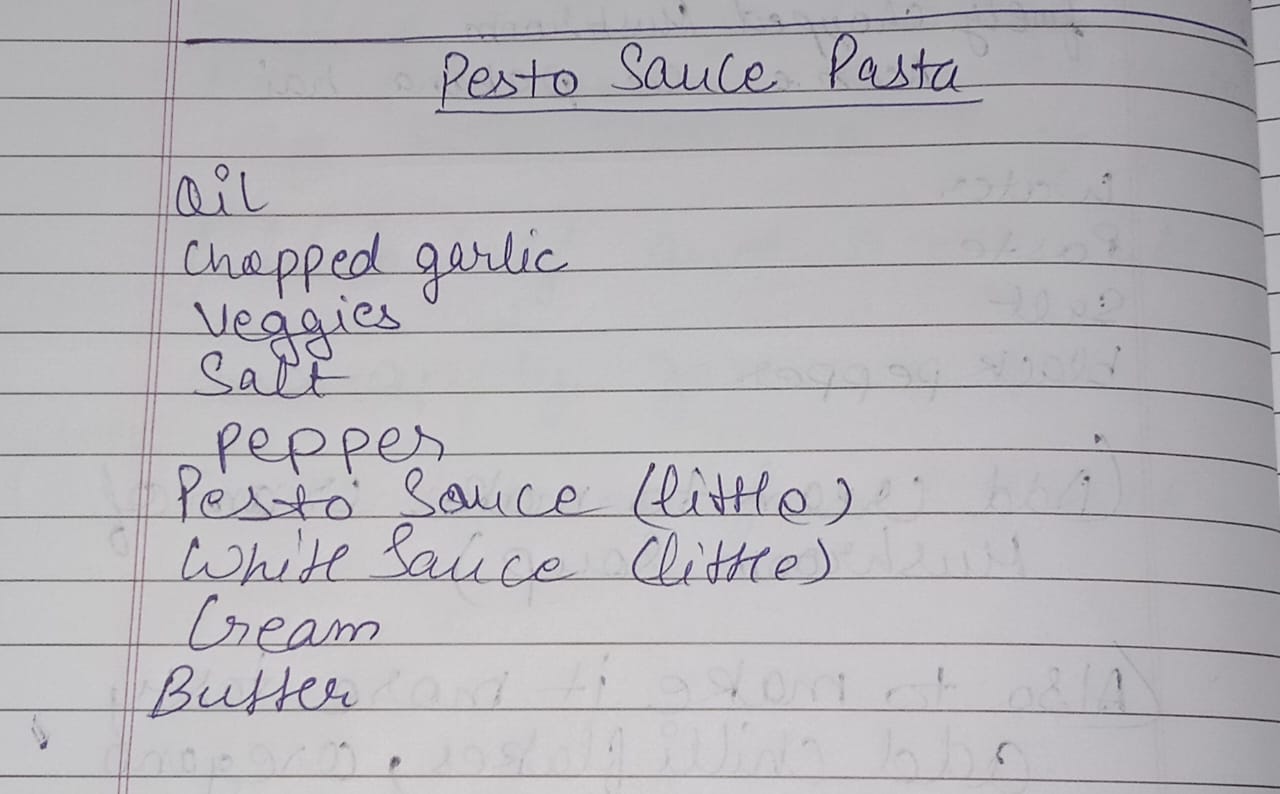 Pesto Sauce Pasta
Oil
Chopped garlic
Veggies
Salt
Pepper
Pesto Sauce (little)
White Sauce (little)
Cream
Butter